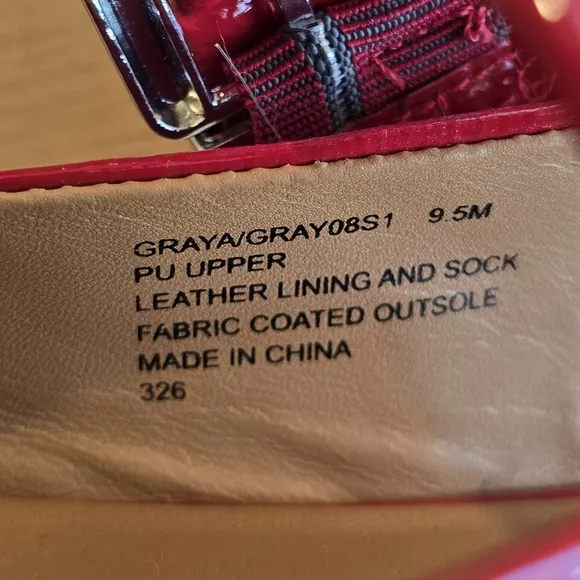 GRAYA/GRAY08S1 9.5M
PU UPPER
LEATHER LINING AND SOCK
FABRIC COATED OUTSOLE
MADE IN CHINA
326